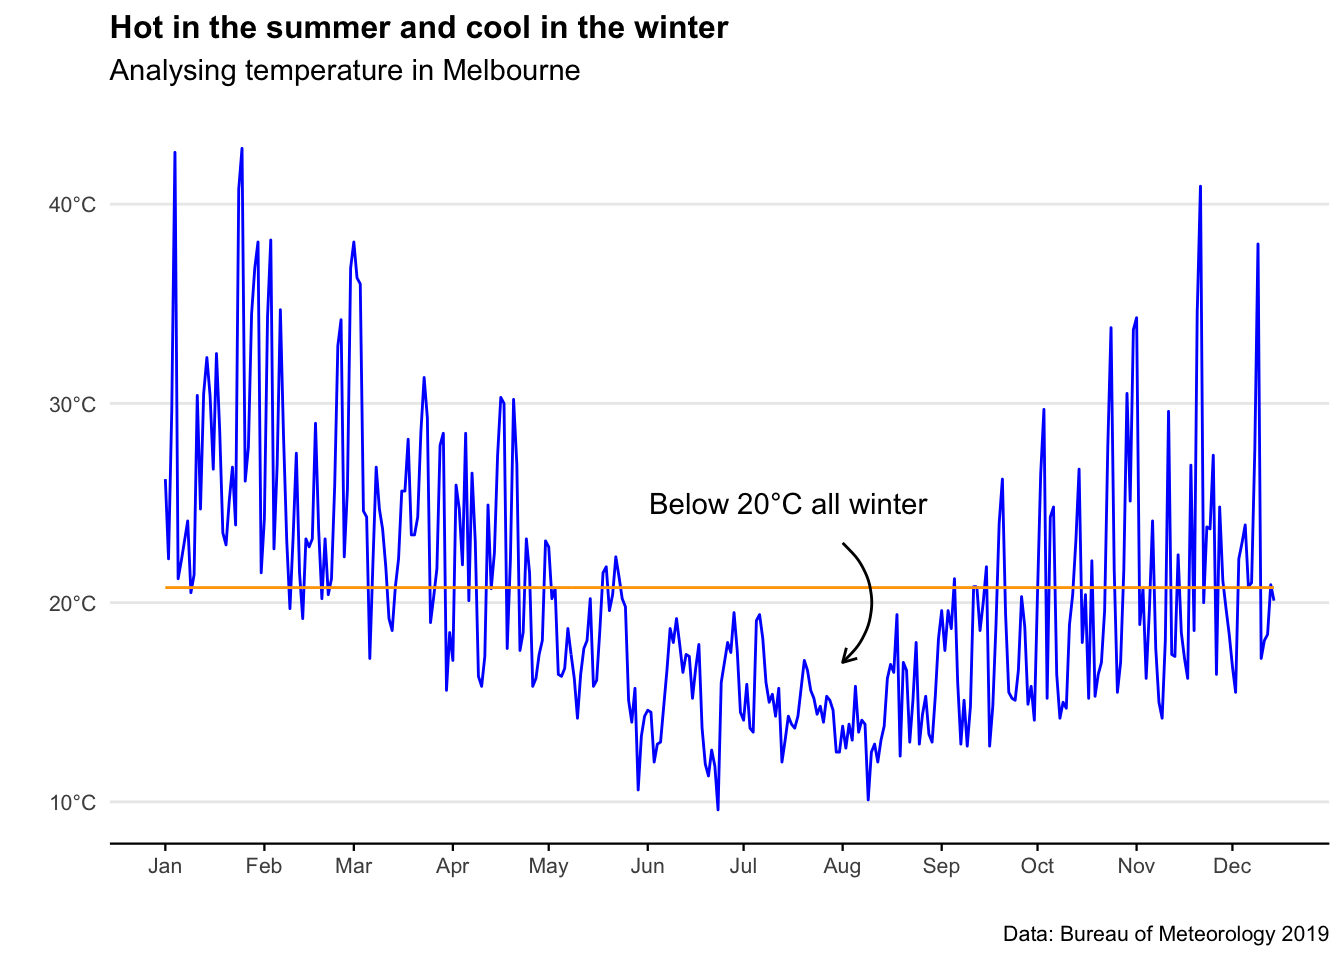 Hot in the summer and cool in the winter
Analysing temperature in Melbourne
40°C
30°C
Below 20°C all winter
20°C
10°C
Jan Feb Mar Apr May Jun Jul Aug Sep Oct Nov Dec
Data: Bureau of Meteorology 2019